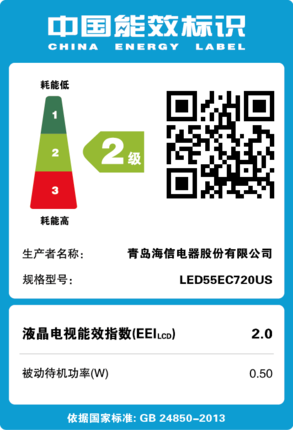 中国能效标识
CHINA ENERGY LABEL
耗能低
1
2
3
耗能高
2级
生产者名称: 青岛海信电器股份有限公司
规格型号: LED55EC720US
液晶电视能效指数(EEI LCD) 2.0
被动待机功率(W) 0.50
依据国家标准: GB 24850-2013